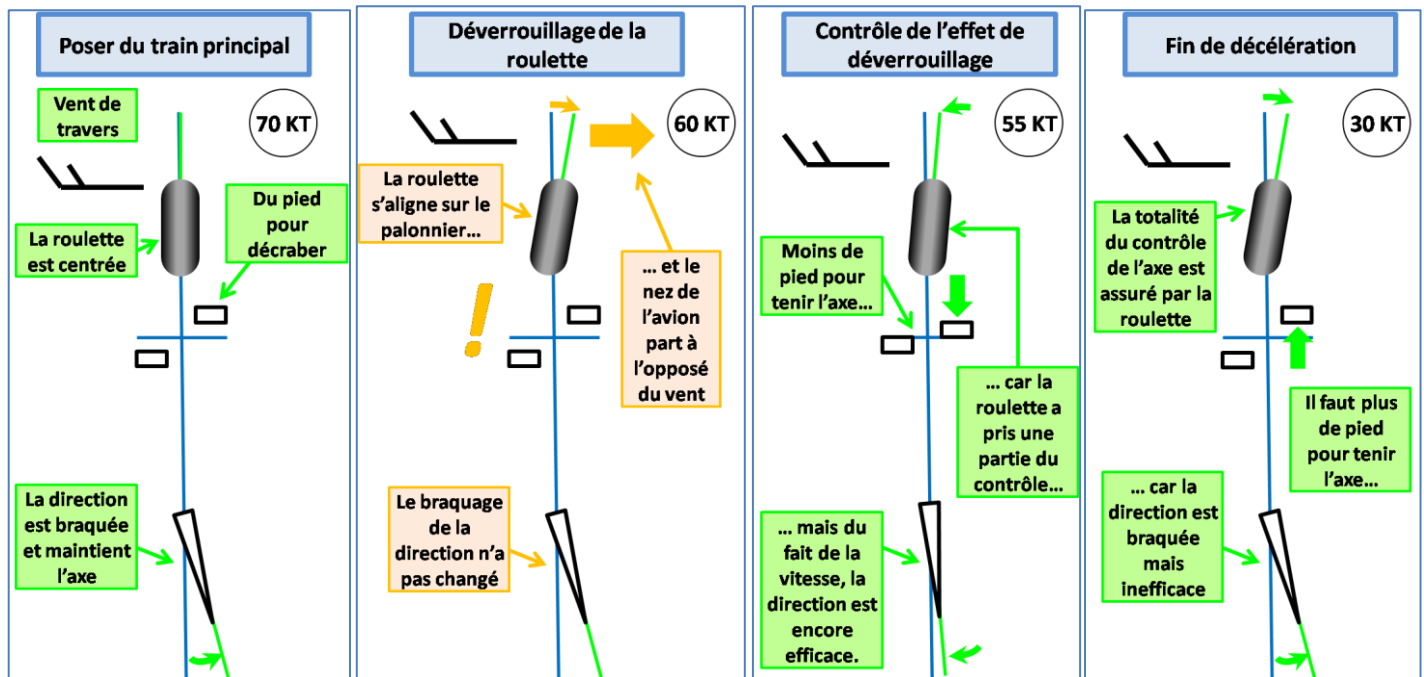 Poser du train principal
Vent de
travers
70 KT
Du pied
pour
décraber
La roulette
est centrée
La direction
est braquée
et maintient
l’axe
Déverrouillage de la
roulette
60 KT
La roulette
s’aligne sur le
palonnier…
… et le
nez de
l’avion
part à
l’opposé
du vent
!
Le braquage
de la
direction n’a
pas changé
Contrôle de l’effet de
déverrouillage
55 KT
Moins de
pied pour
tenir l’axe…
… car la
roulette a
pris une
partie du
contrôle…
… mais du
fait de la
vitesse, la
direction est
encore
efficace.
Fin de décélération
30 KT
La totalité
du contrôle
de l’axe est
assuré par la
roulette
Il faut plus
de pied
pour tenir
l’axe…
… car la
direction est
braquée
mais
inefficace